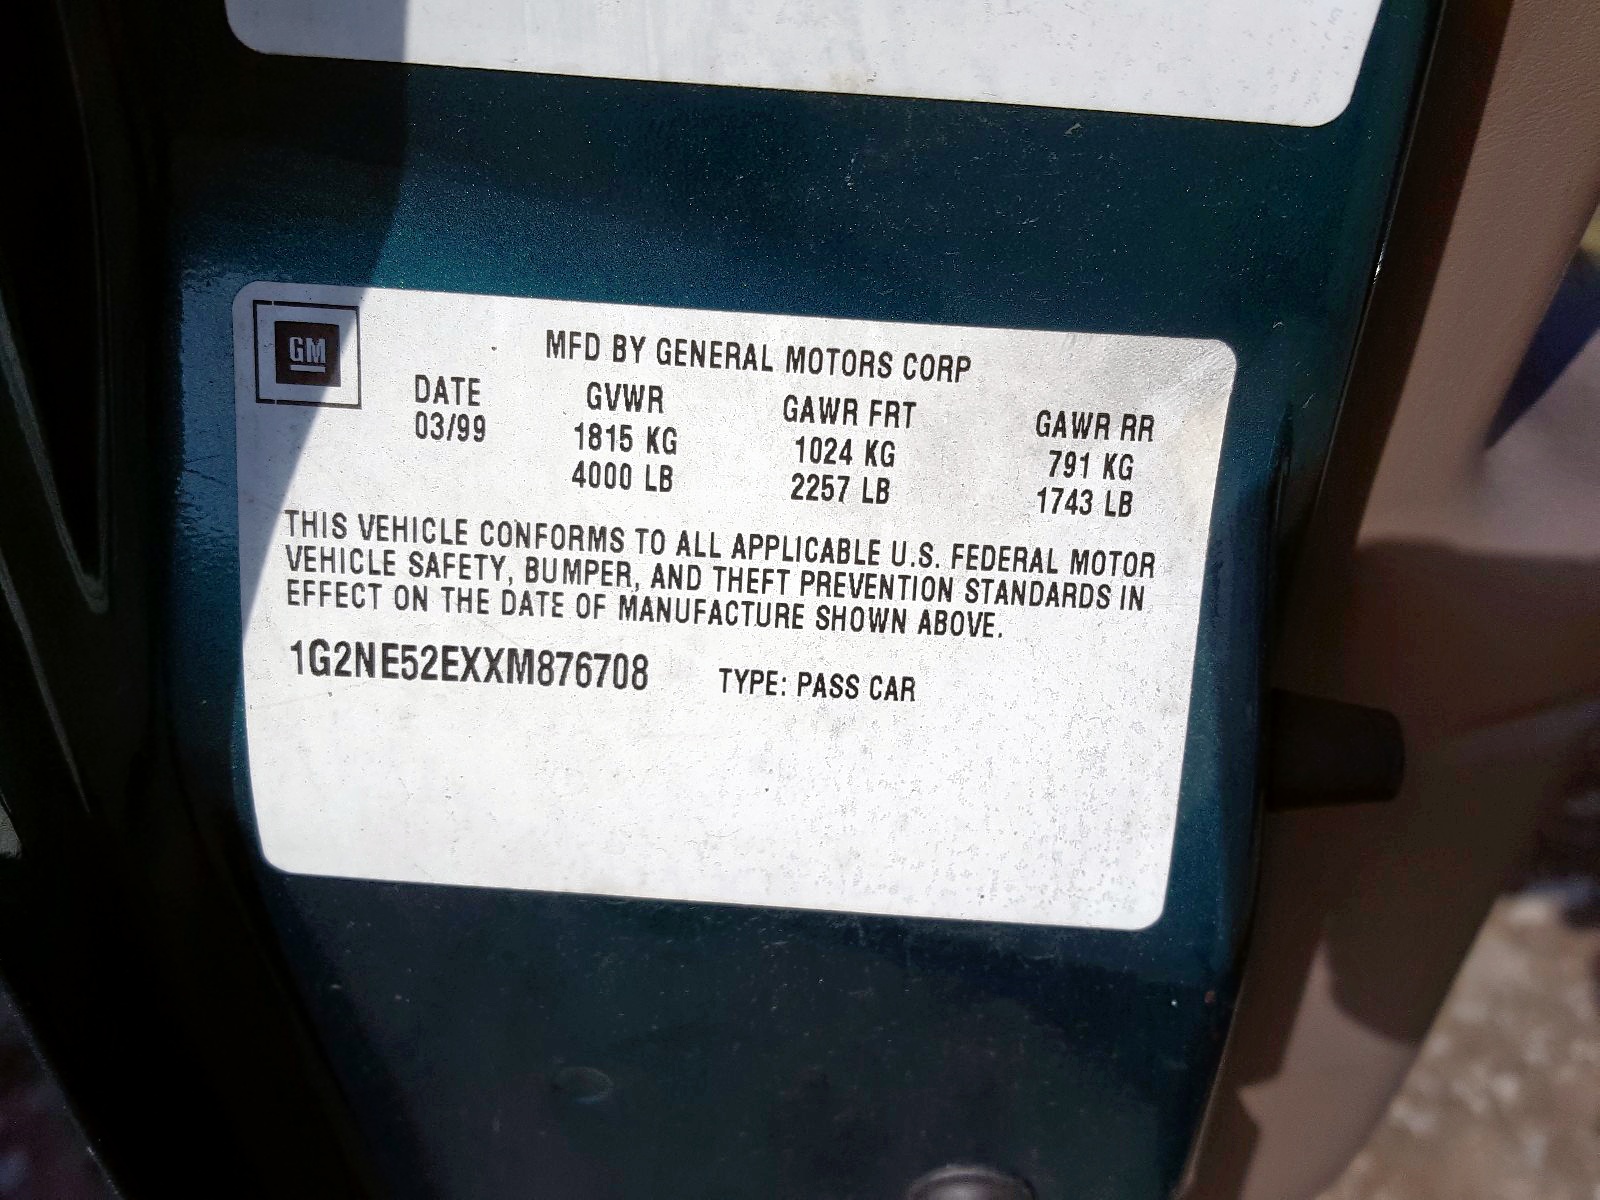 GM
MFD BY GENERAL MOTORS CORP
DATE GVWR GAWR FRT GAWR RR
03/99 1815 KG 1024 KG 791 KG
4000 LB 2257 LB 1743 LB
THIS VEHICLE CONFORMS TO ALL APPLICABLE U.S. FEDERAL MOTOR
VEHICLE SAFETY, BUMPER, AND THEFT PREVENTION STANDARDS IN
EFFECT ON THE DATE OF MANUFACTURE SHOWN ABOVE.
1G2NE52EXXM876708 TYPE: PASS CAR